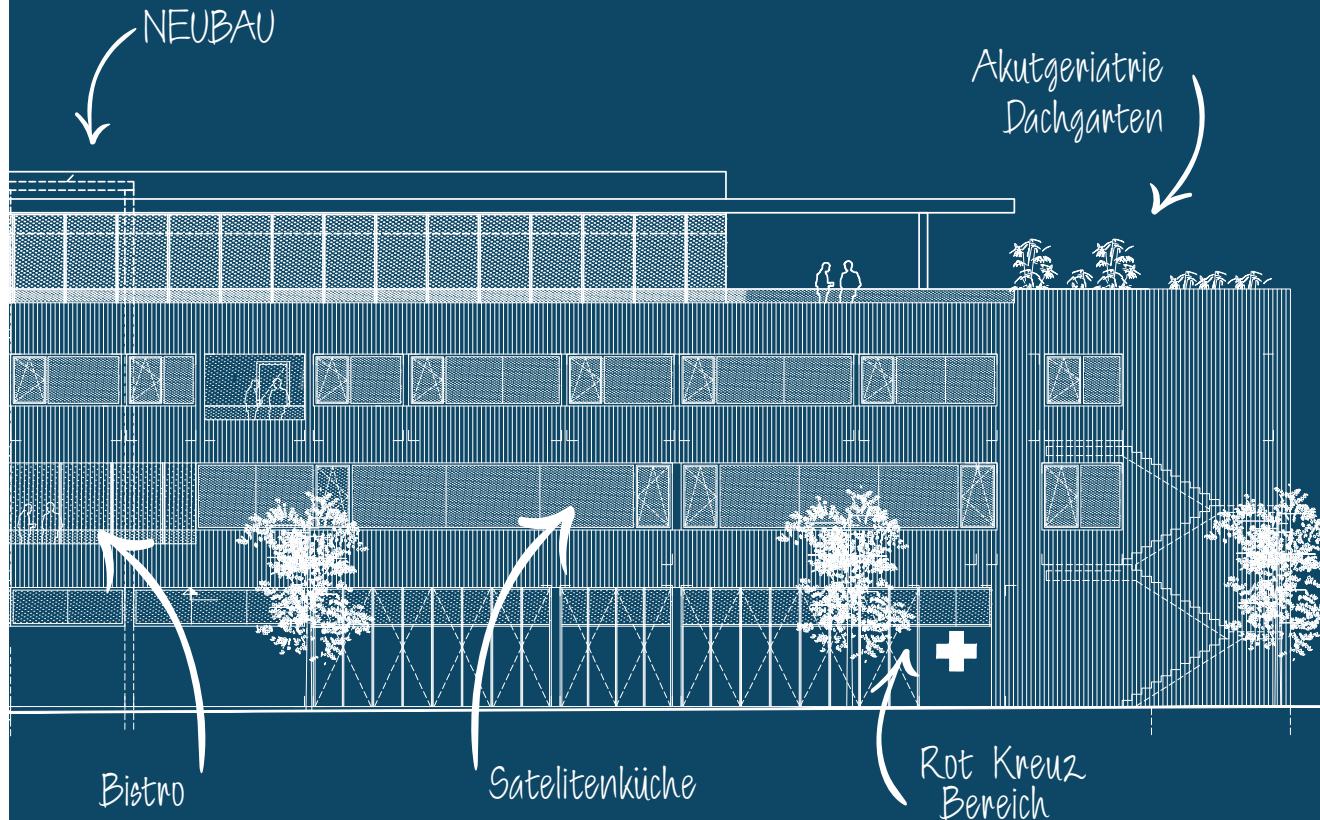 NEUBAU
Akutgeriatrie
Dachgarten
Bistro
Satelitenküche
Rot Kreuz
Bereich